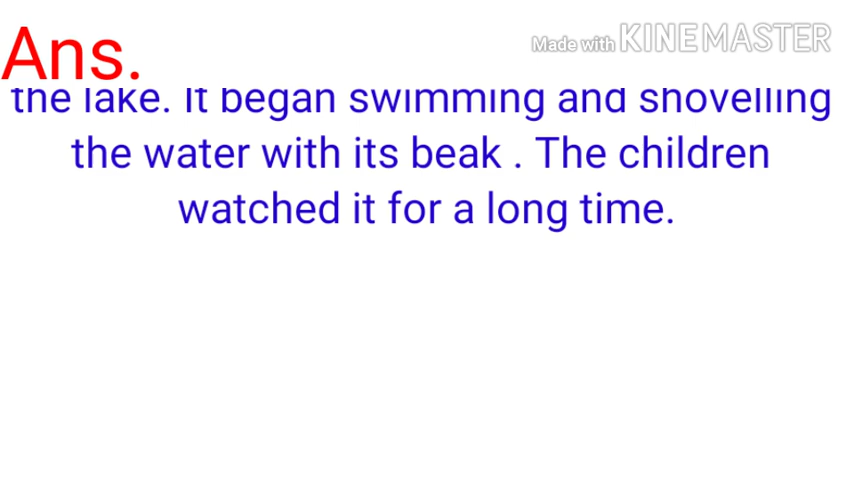 Ans.
Made with KINEMASTER
the lake. It began swimming and shovelling
the water with its beak . The children
watched it for a long time.